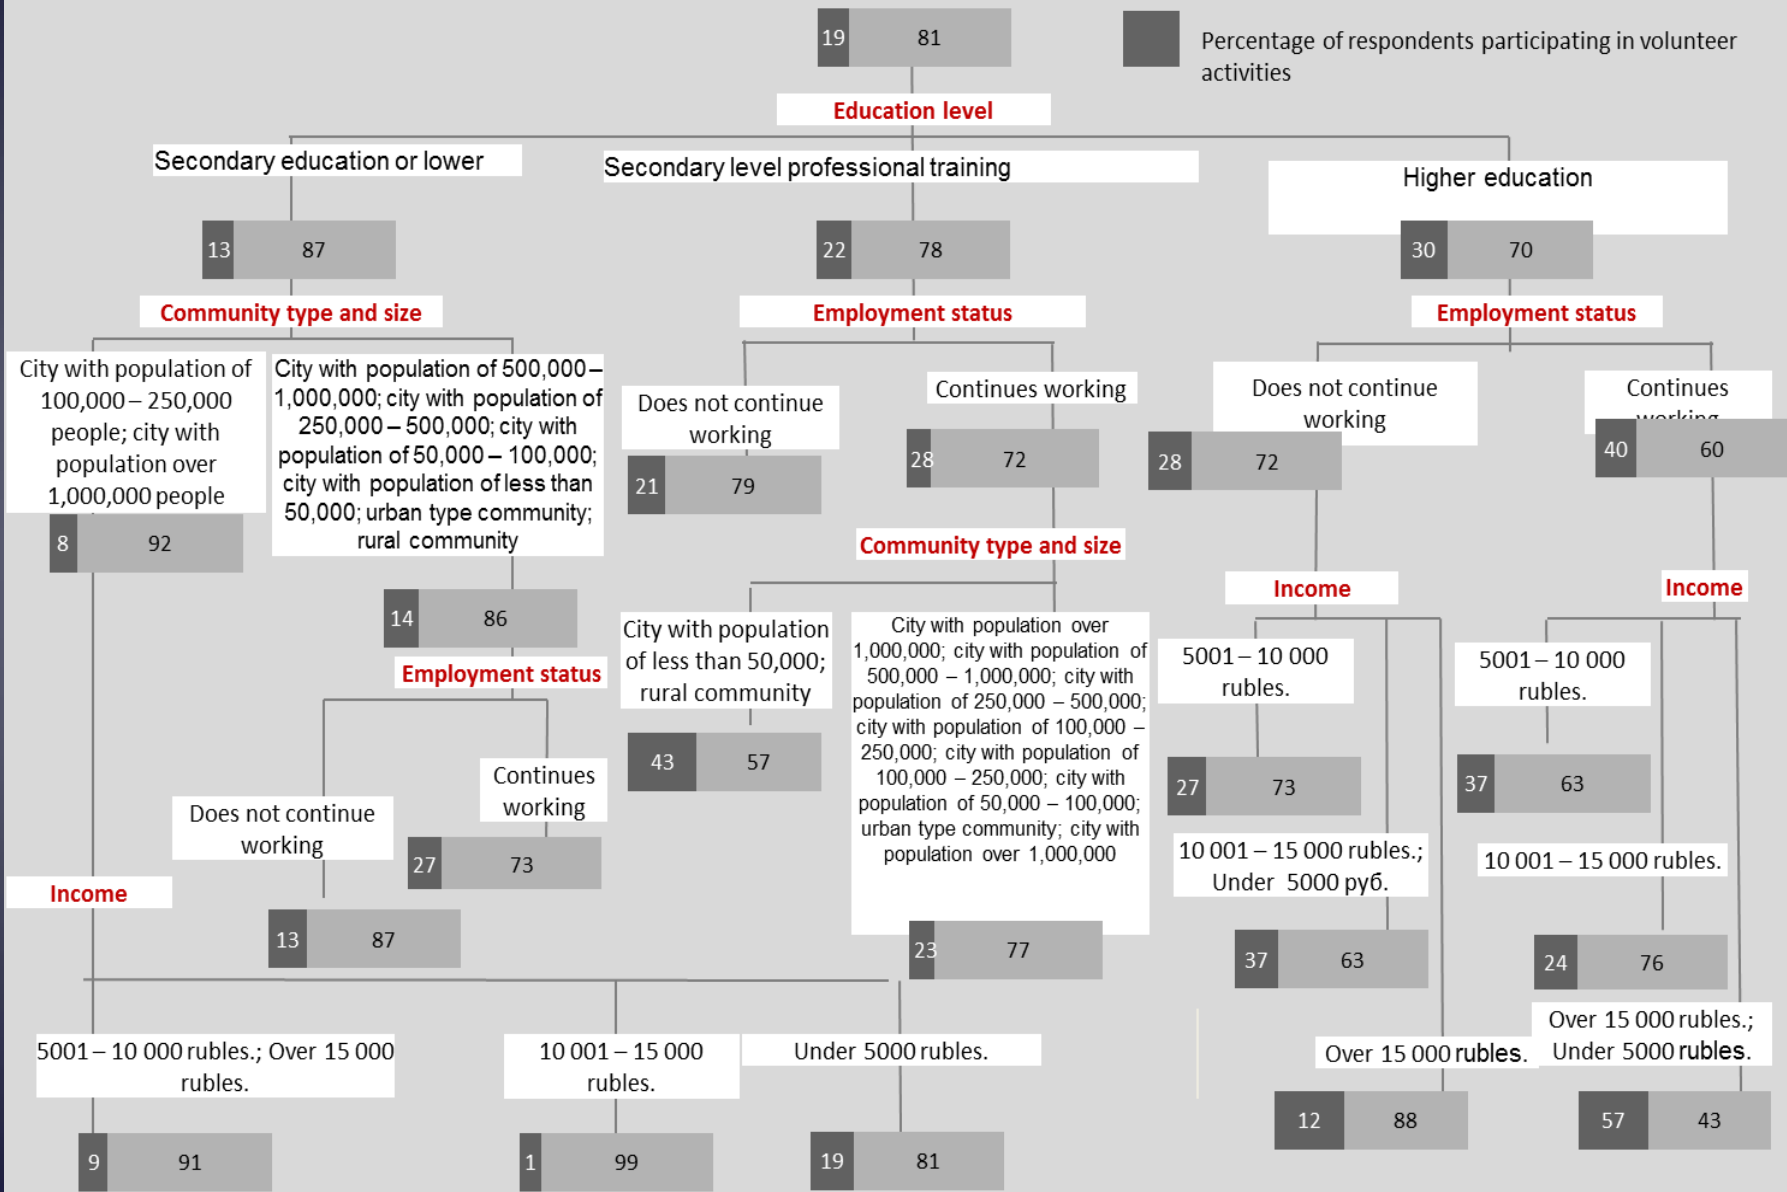 19 81
Percentage of respondents participating in volunteer
activities
Education level
Secondary education or lower
Secondary level professional training
Higher education
13 87
22 78
30 70
Community type and size
Employment status
Employment status
City with population of
100,000 – 250,000
people; city with
population over
1,000,000 people
8 92
City with population of 500,000 –
1,000,000; city with population of
250,000 – 500,000; city with
population of 50,000 – 100,000;
city with population of less than
50,000; urban type community;
rural community
14 86
Does not continue
working
21 79
Continues working
28 72
Does not continue
working
28 72
Continues
working
40 60
Community type and size
Income
Income
Employment status
City with population
of less than 50,000;
rural community
43 57
City with population over
1,000,000; city with population of
500,000 – 1,000,000; city with
population of 250,000 – 500,000;
city with population of 100,000 –
250,000; city with population of
100,000 – 250,000; city with
population of 50,000 – 100,000;
urban type community; city with
population over 1,000,000
23 77
5001 – 10 000
rubles.
27 73
5001 – 10 000
rubles.
37 63
Continues
working
27 73
Does not continue
working
13 87
10 001 – 15 000 rubles.;
Under 5000 руб.
37 63
10 001 – 15 000 rubles.
24 76
Income
5001 – 10 000 rubles.; Over 15 000
rubles.
9 91
10 001 – 15 000
rubles.
1 99
Under 5000 rubles.
19 81
Over 15 000 rubles.
12 88
Over 15 000 rubles.;
Under 5000 rubles.
57 43